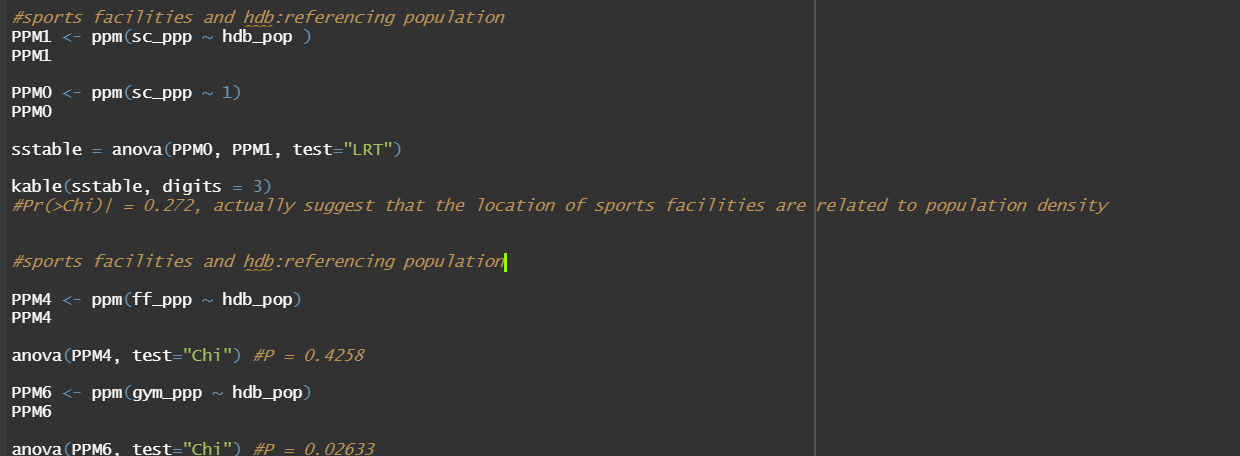 #sports facilities and hdb:referencing population
PPM1 <- ppm(sc_ppp ~ hdb_pop )
PPM1
PPM0 <- ppm(sc_ppp ~ 1)
PPM0
sstable = anova(PPM0, PPM1, test="LRT")
kable(sstable, digits = 3)
#Pr(>Chi)| = 0.272, actually suggest that the location of sports facilities are related to population density
#sports facilities and hdb:referencing population
PPM4 <- ppm(ff_ppp ~ hdb_pop)
PPM4
anova(PPM4, test="Chi") #P = 0.4258
PPM6 <- ppm(gym_ppp ~ hdb_pop)
PPM6
anova(PPM6, test="Chi") #P = 0.02633